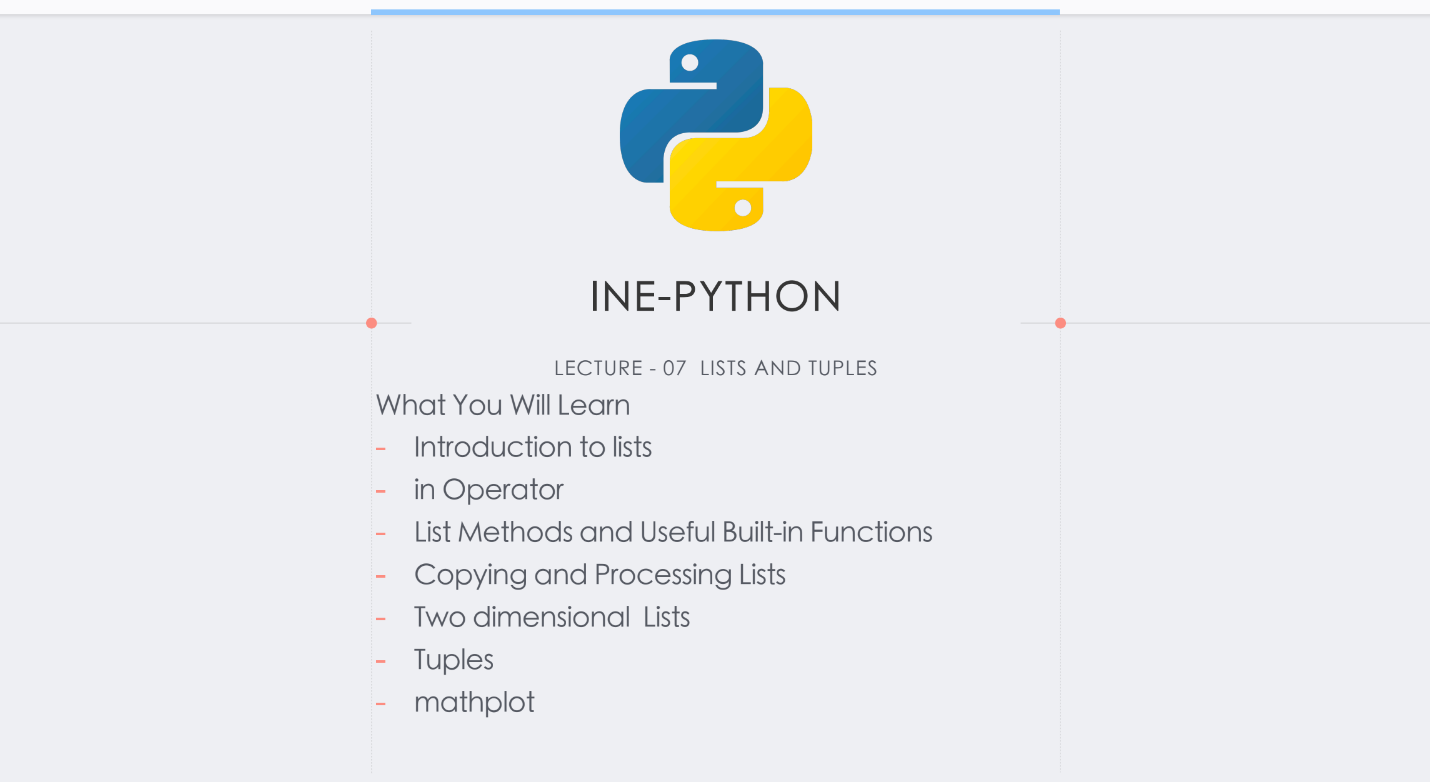 INE-PYTHON
LECTURE - 07 LISTS AND TUPLES
What You Will Learn
- Introduction to lists
- in Operator
- List Methods and Useful Built-in Functions
- Copying and Processing Lists
- Two dimensional Lists
- Tuples
- mathplot